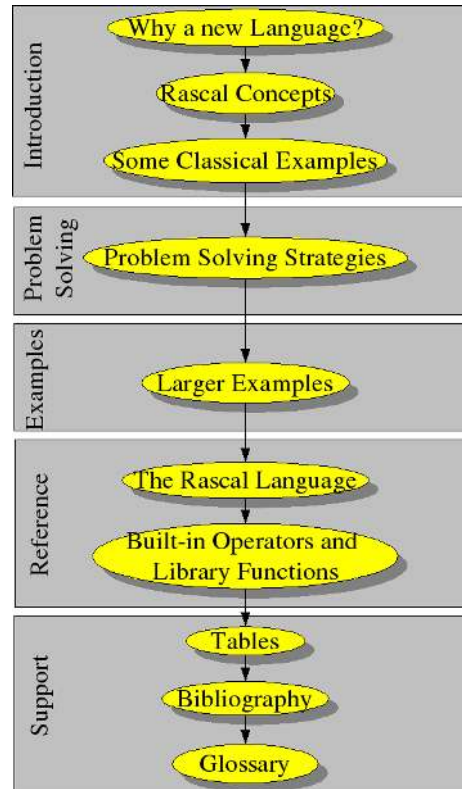 Introduction
Why a new Language?
Rascal Concepts
Some Classical Examples
Problem
Solving
Problem Solving Strategies
Examples
Larger Examples
Reference
The Rascal Language
Built-in Operators and
Library Functions
Support
Tables
Bibliography
Glossary